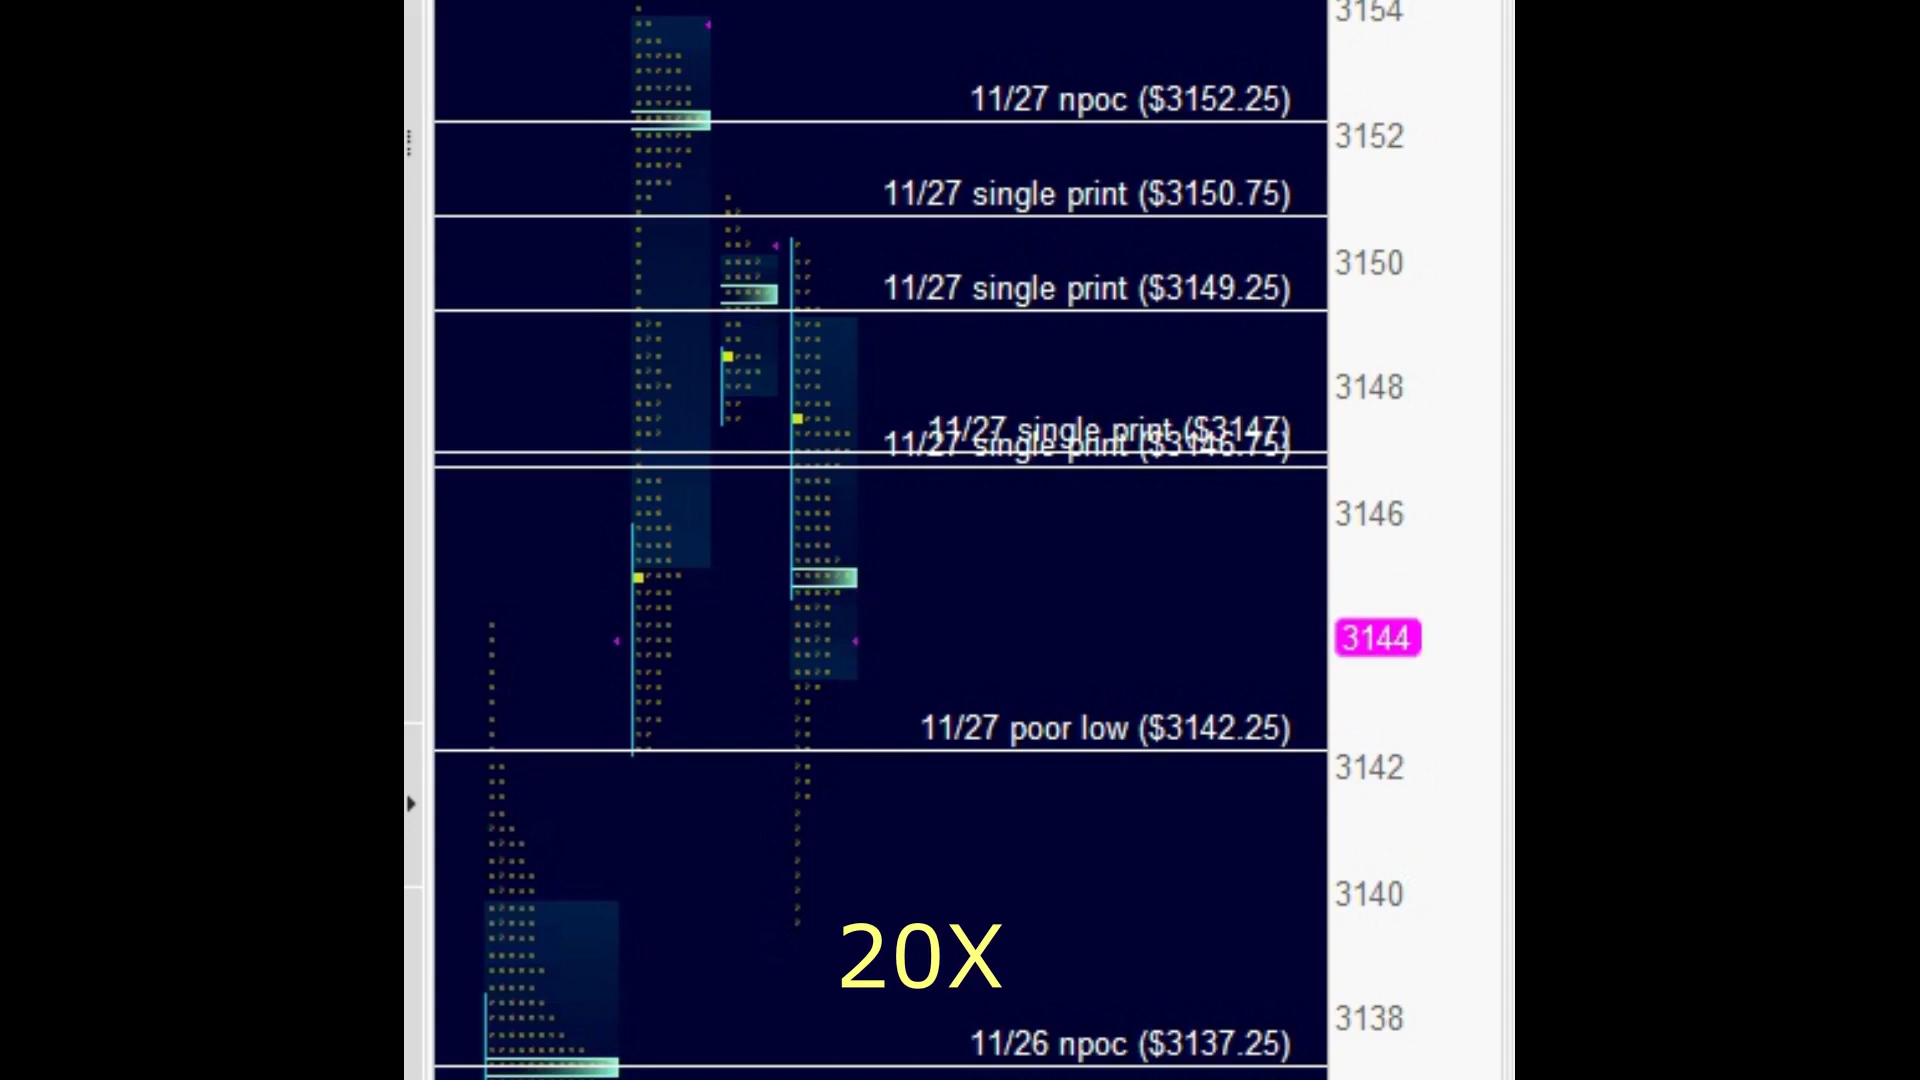 3154
11/27 npoc ($3152.25)
3152
11/27 single print ($3150.75)
3150
11/27 single print ($3149.25)
3148
11/27 single print ($3147)
11/27 single print ($3146.75)
3146
3144
11/27 poor low ($3142.25)
3142
3140
20X
3138
11/26 npoc ($3137.25)